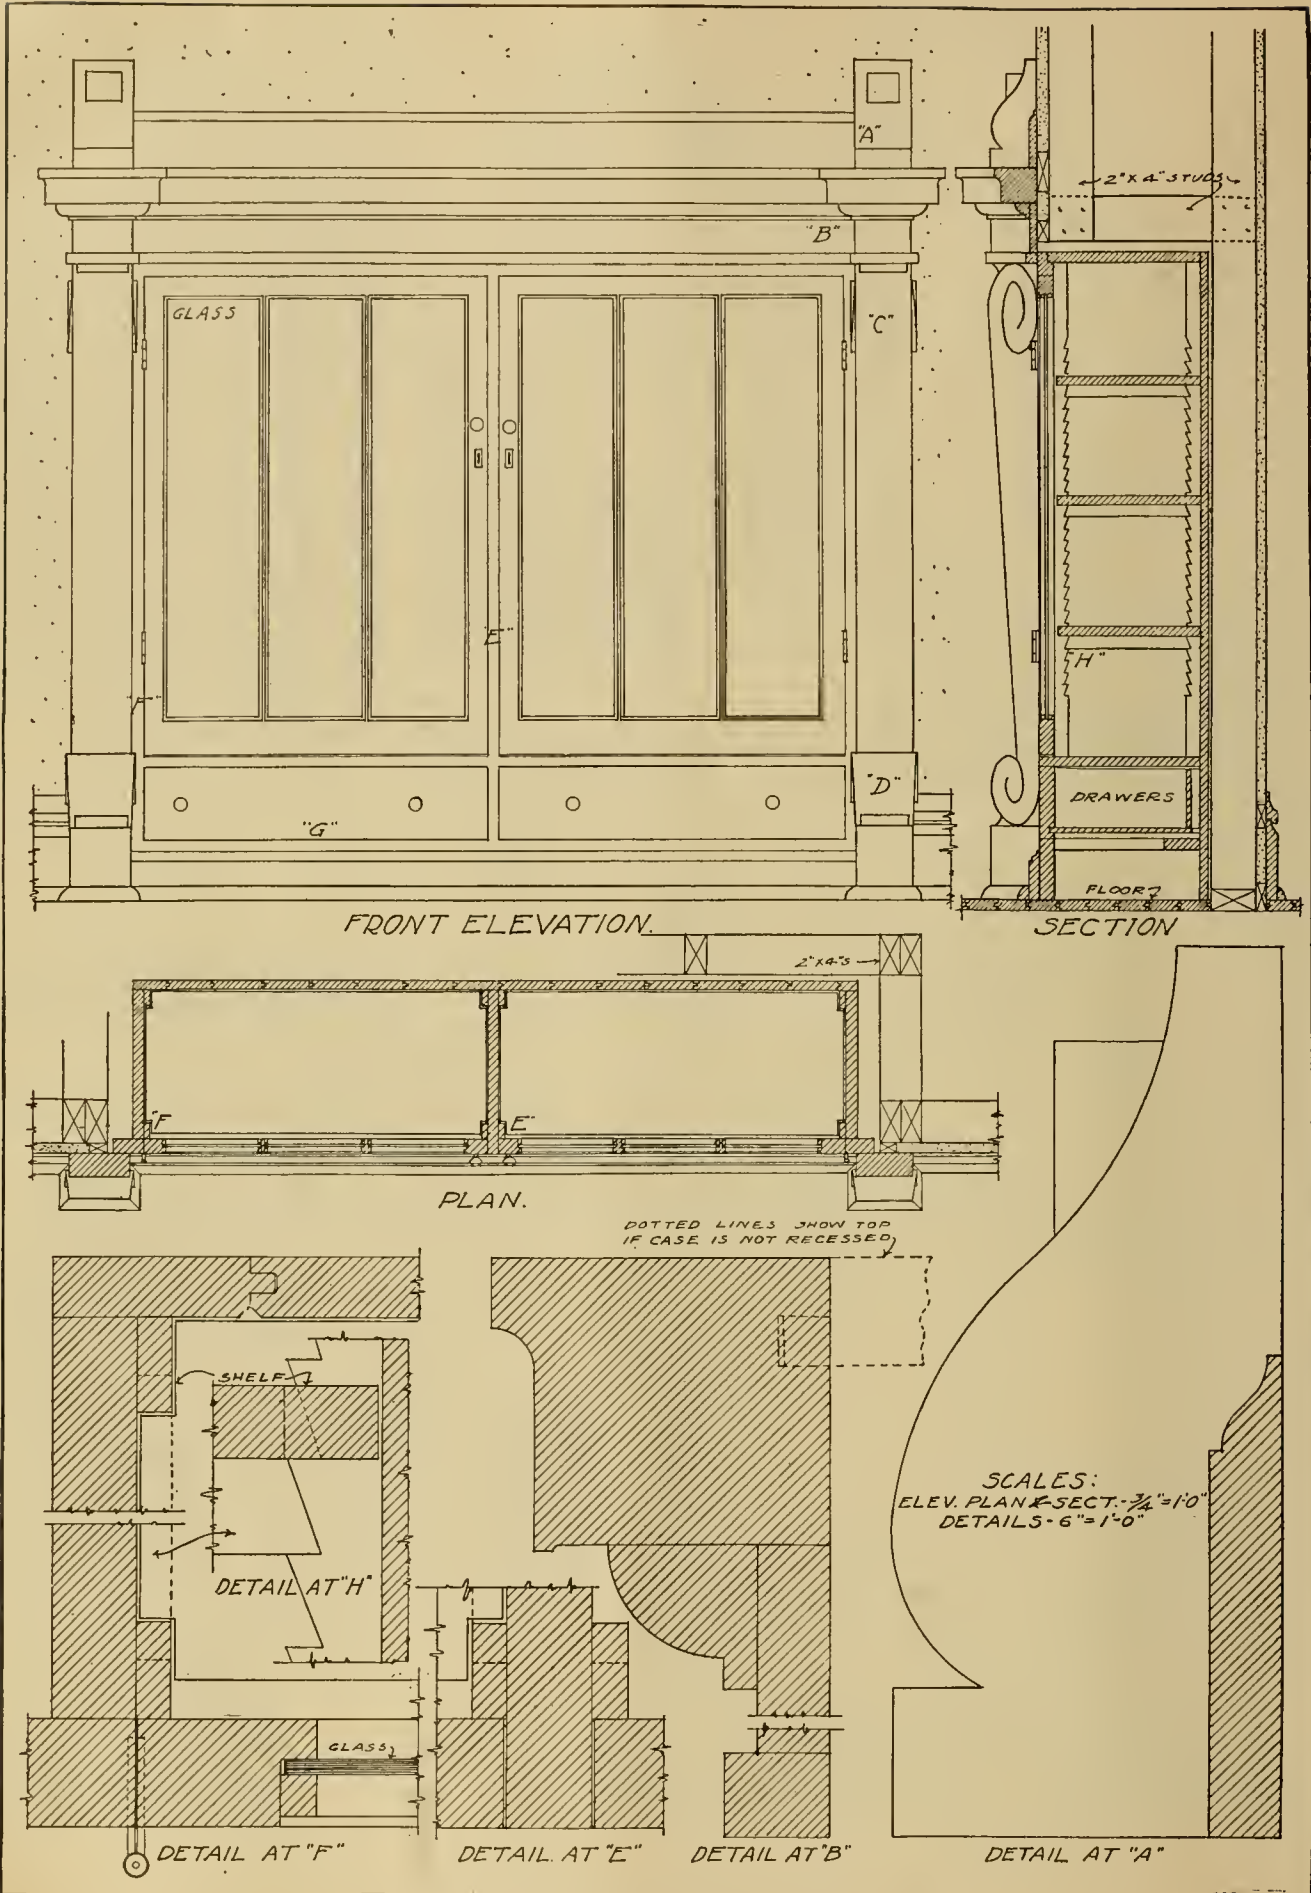 "A"
"B"
GLASS
"C"
"E"
"D"
"G"
FRONT ELEVATION.
2" X 4" STUDS
"H"
DRAWERS
FLOOR
SECTION
2" X 4"S
"F
E"
PLAN.
DOTTED LINES SHOW TOP
IF CASE IS NOT RECESSED
SHELF
DETAIL AT "H"
GLASS
DETAIL AT "F"
DETAIL. AT "E"
DETAIL AT "B"
SCALES:
ELEV. PLAN & SECT. - 3/4" = 1'-0"
DETAILS - 6" = 1'-0"
DETAIL AT "A"